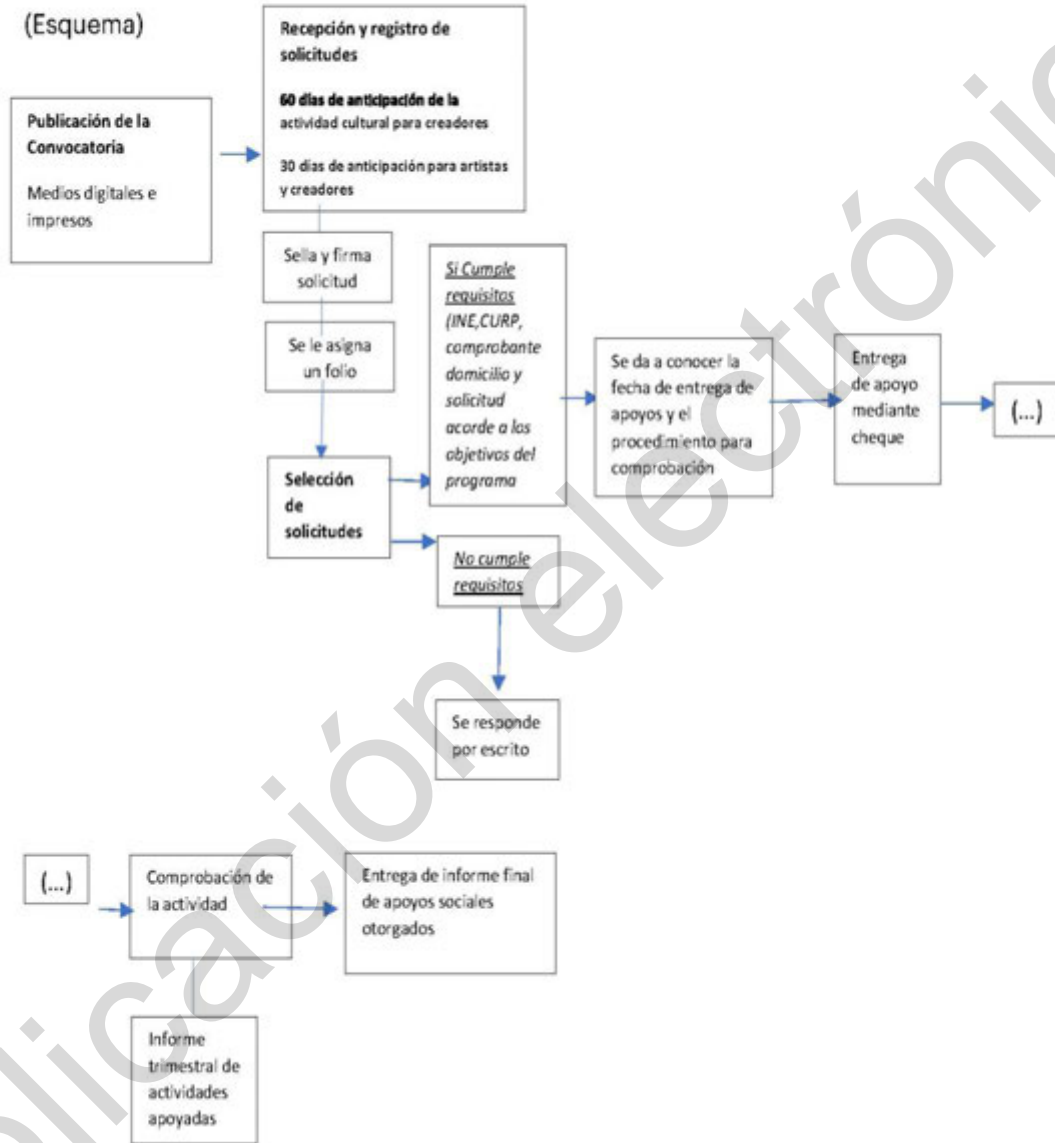 (Esquema)
Publicación de la
Convocatoria
Medios digitales e
impresos
Recepción y registro de
solicitudes
60 días de anticipación de la
actividad cultural para creadores
30 dias de anticipación para artistas
y creadores
Sella y firma
solicitud
Se le asigna
un folio
Selección
de
solicitudes
Si Cumple
requisitos
(INE,CURP,
comprobante
domicilio y
solicitud
acorde a los
objetivos del
programa
No cumple
requisitos
Se responde
por escrito
Se da a conocer la
fecha de entrega de
apoyos y el
procedimiento para
comprobación
Entrega
de apoyo
mediante
cheque
(...)
(...)
Comprobación de
la actividad
Entrega de informe final
de apoyos sociales
otorgados
Informe
trimestral de
actividades
apoyadas